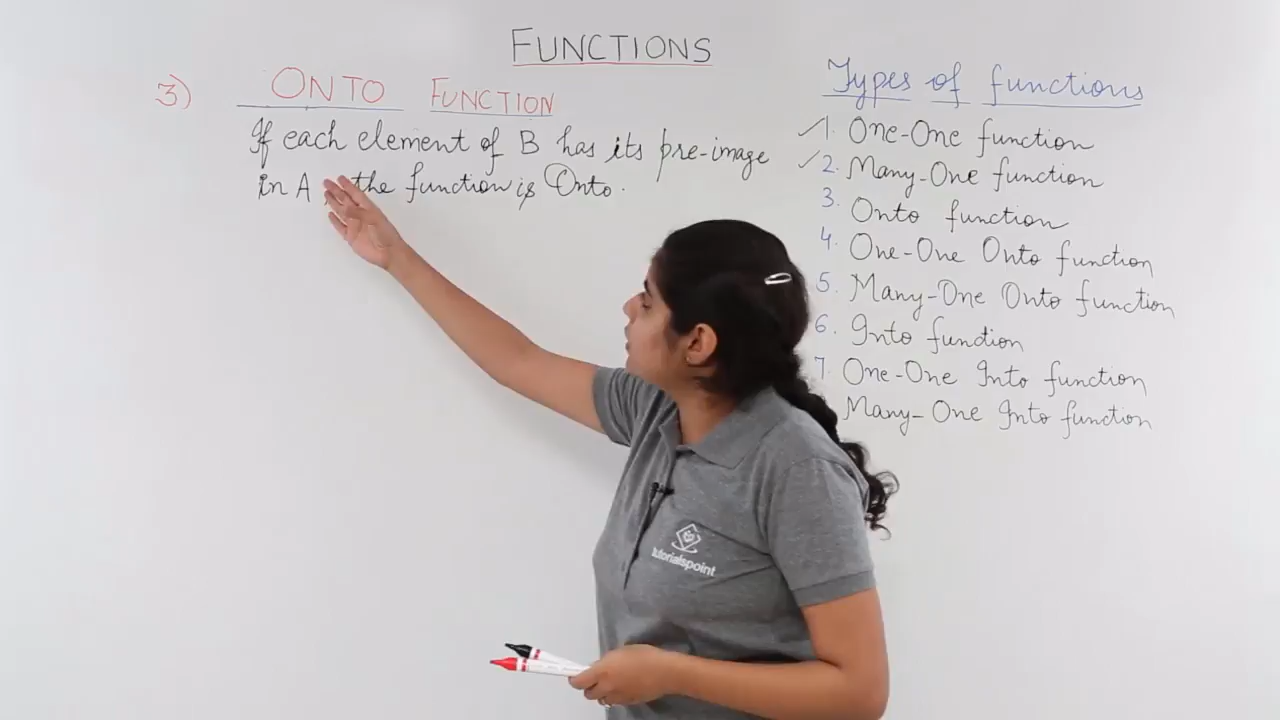 FUNCTIONS
3) ONTO FUNCTION
If each element of B has its pre-image
in A, the function is Onto.
Types of functions
1. One-One function
2. Many-One function
3. Onto function
4. One-One Onto function
5. Many-One Onto function
6. Into function
7. One-One Into function
Many-One Into function
tutorialspoint